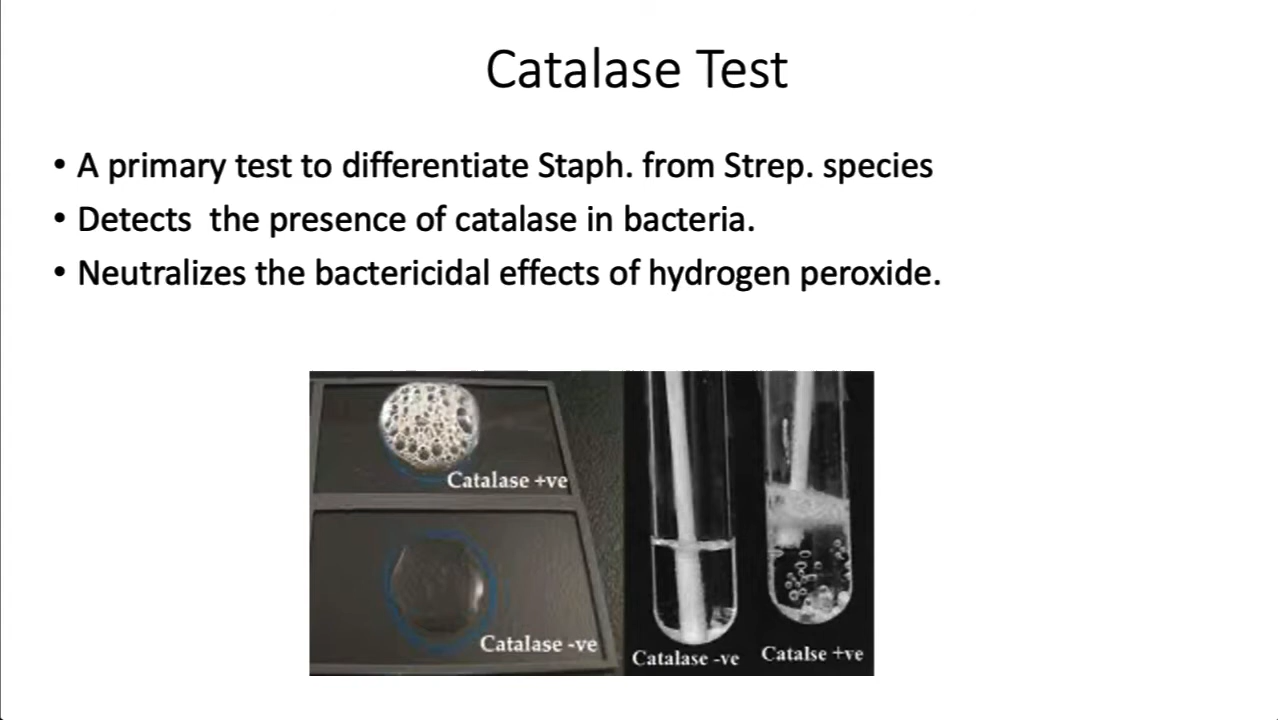 Catalase Test
• A primary test to differentiate Staph. from Strep. species
• Detects  the presence of catalase in bacteria.
• Neutralizes the bactericidal effects of hydrogen peroxide.
Catalase +ve
Catalase -ve
Catalase -ve
Catalse +ve